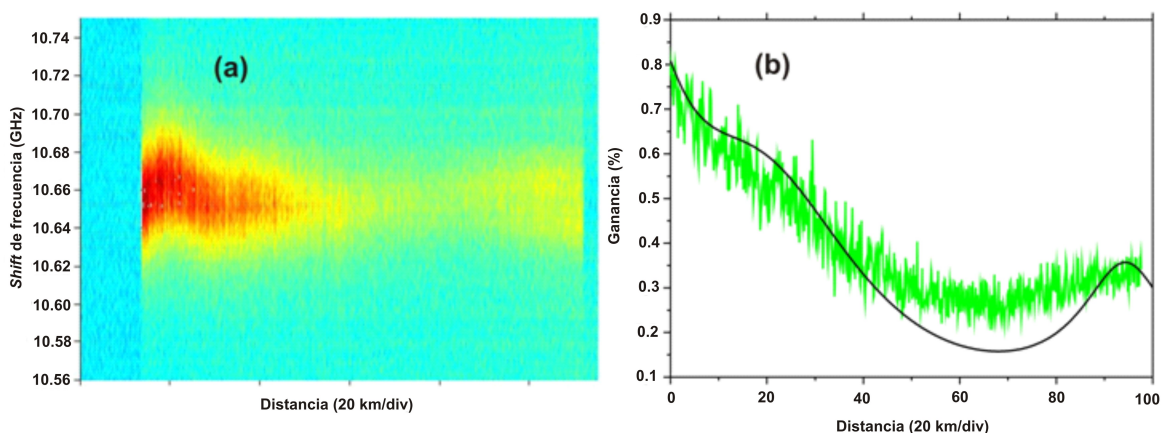 (a)
Shift de frecuencia (GHz)
10.74
10.72
10.70
10.68
10.66
10.64
10.62
10.60
10.58
10.56
Distancia (20 km/div)
(b)
Ganancia (%)
0.9
0.8
0.7
0.6
0.5
0.4
0.3
0.2
0.1
0 20 40 60 80 100
Distancia (20 km/div)